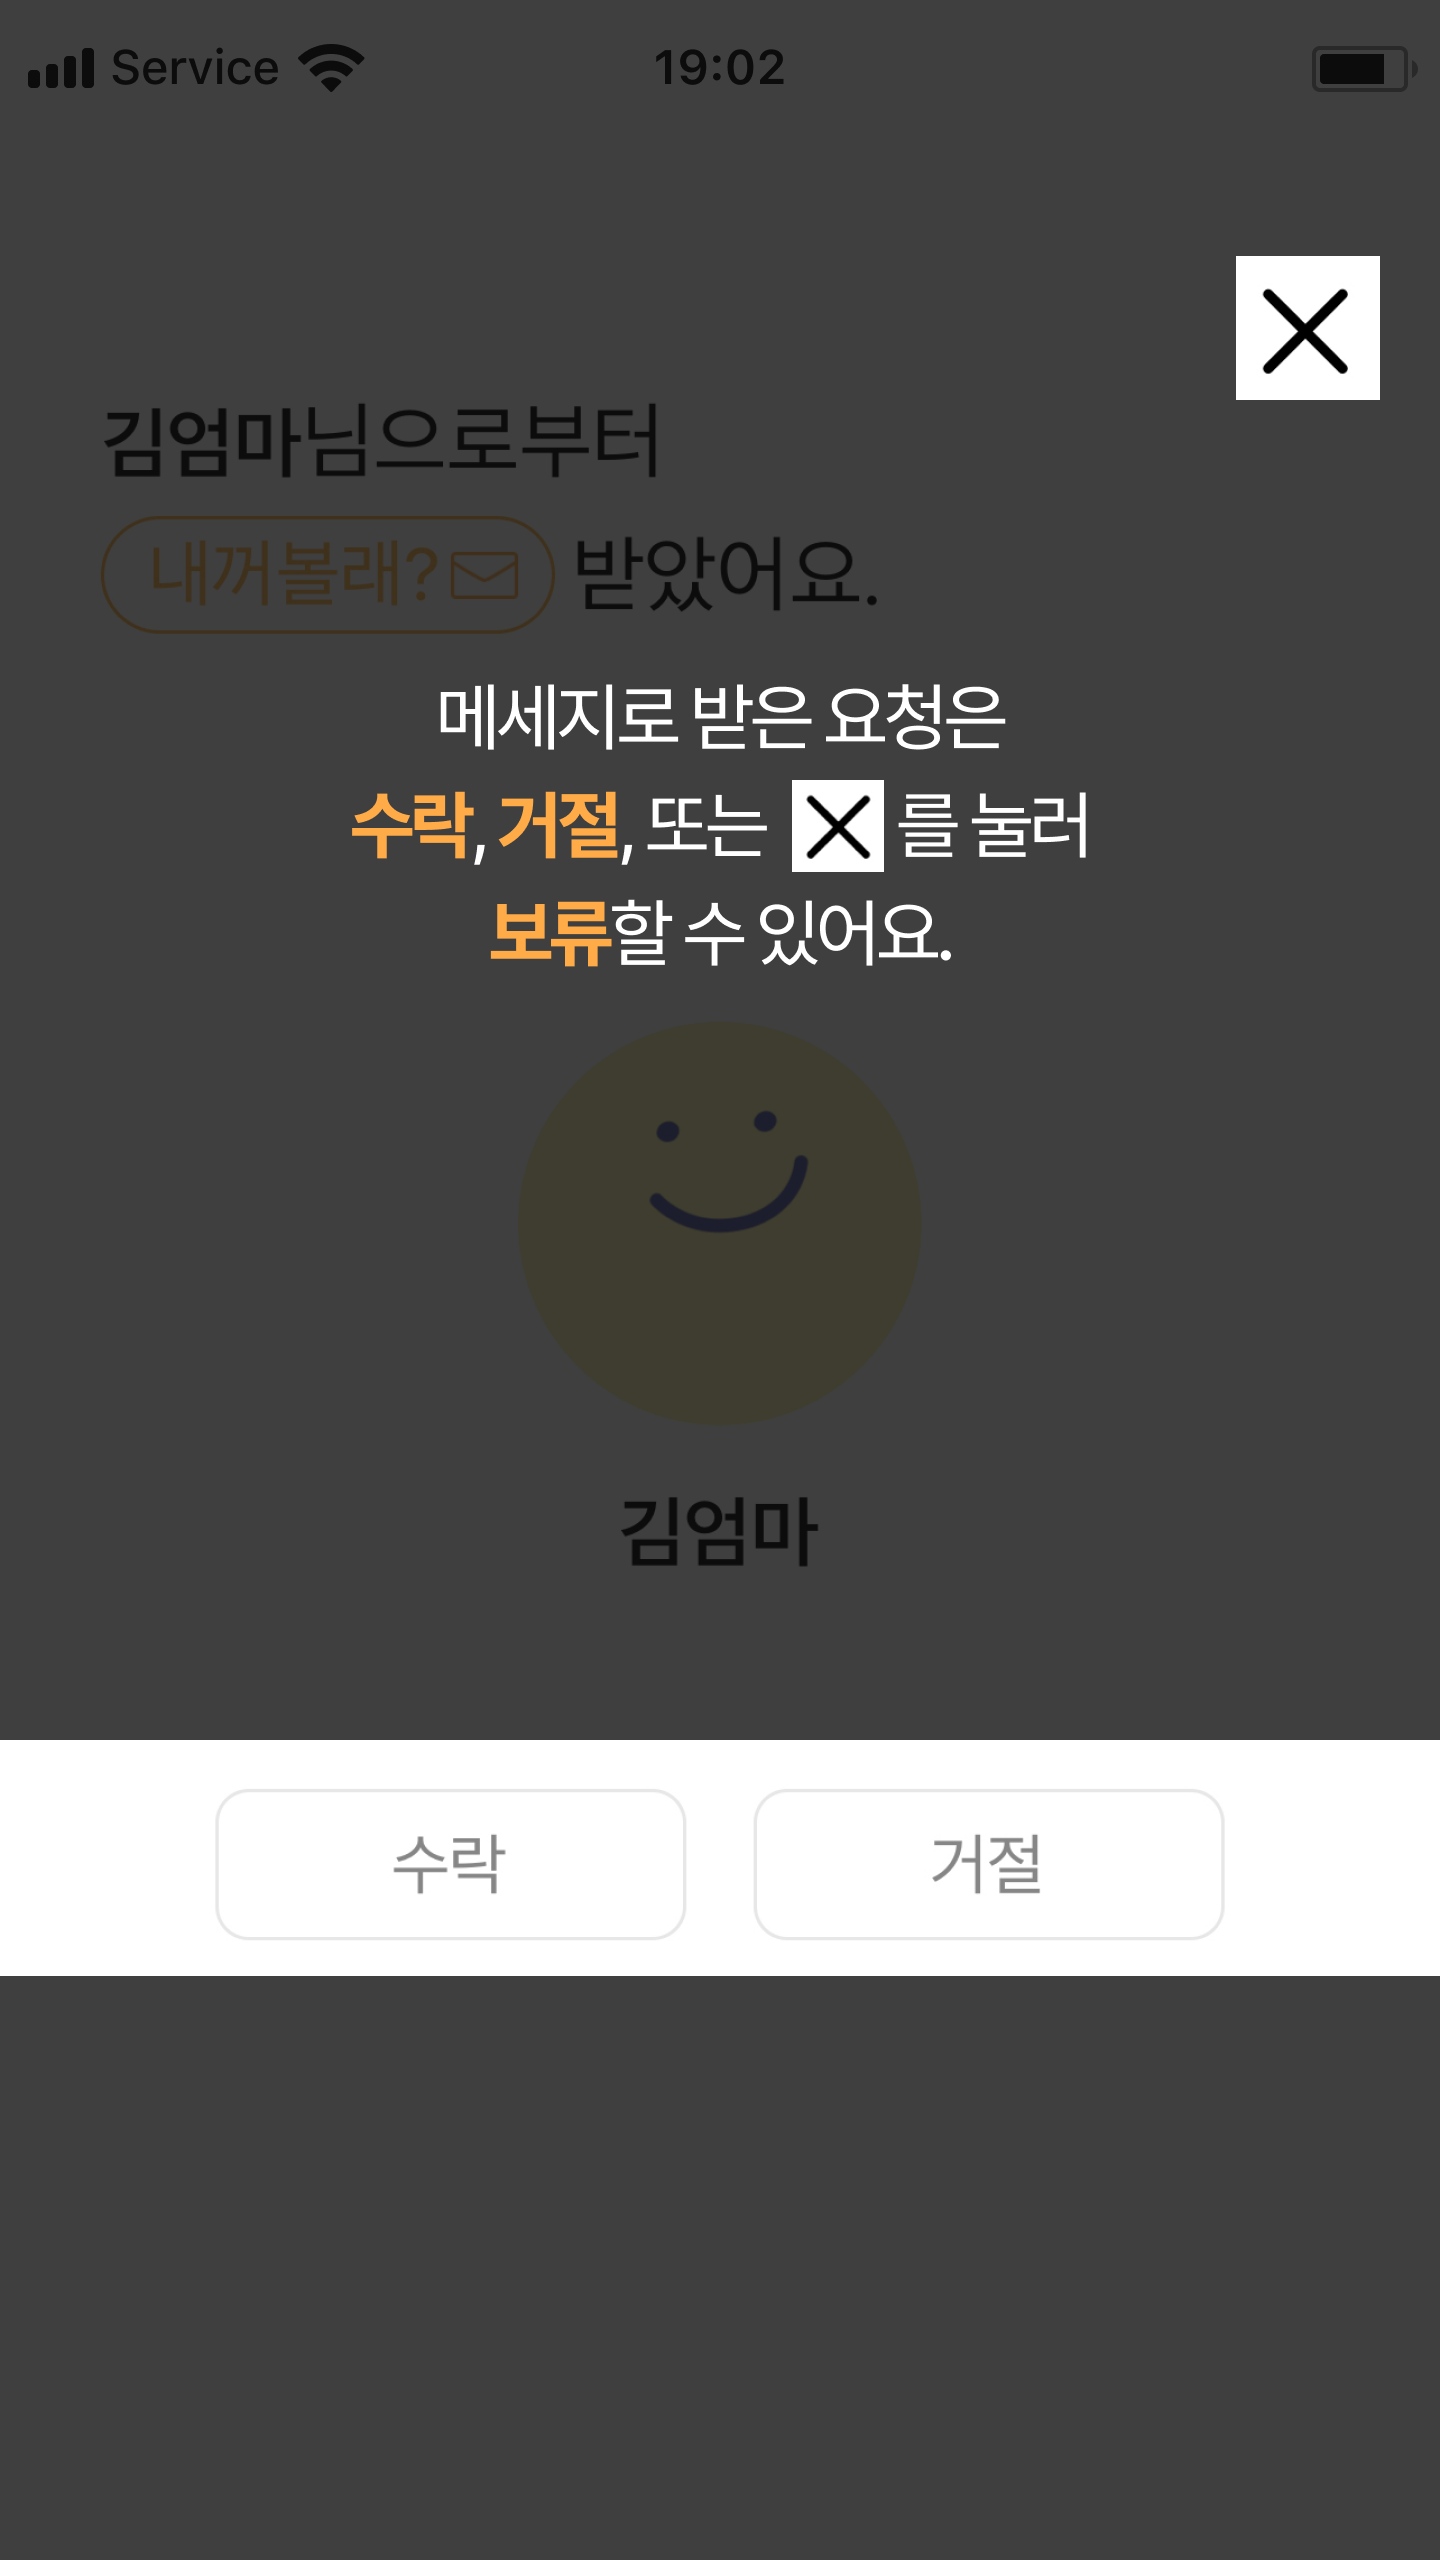 Service 19:02
김엄마님으로부터
내꺼볼래? 받았어요.
메세지로 받은 요청은
수락, 거절, 또는 를 눌러
보류할 수 있어요.
김엄마
수락 거절